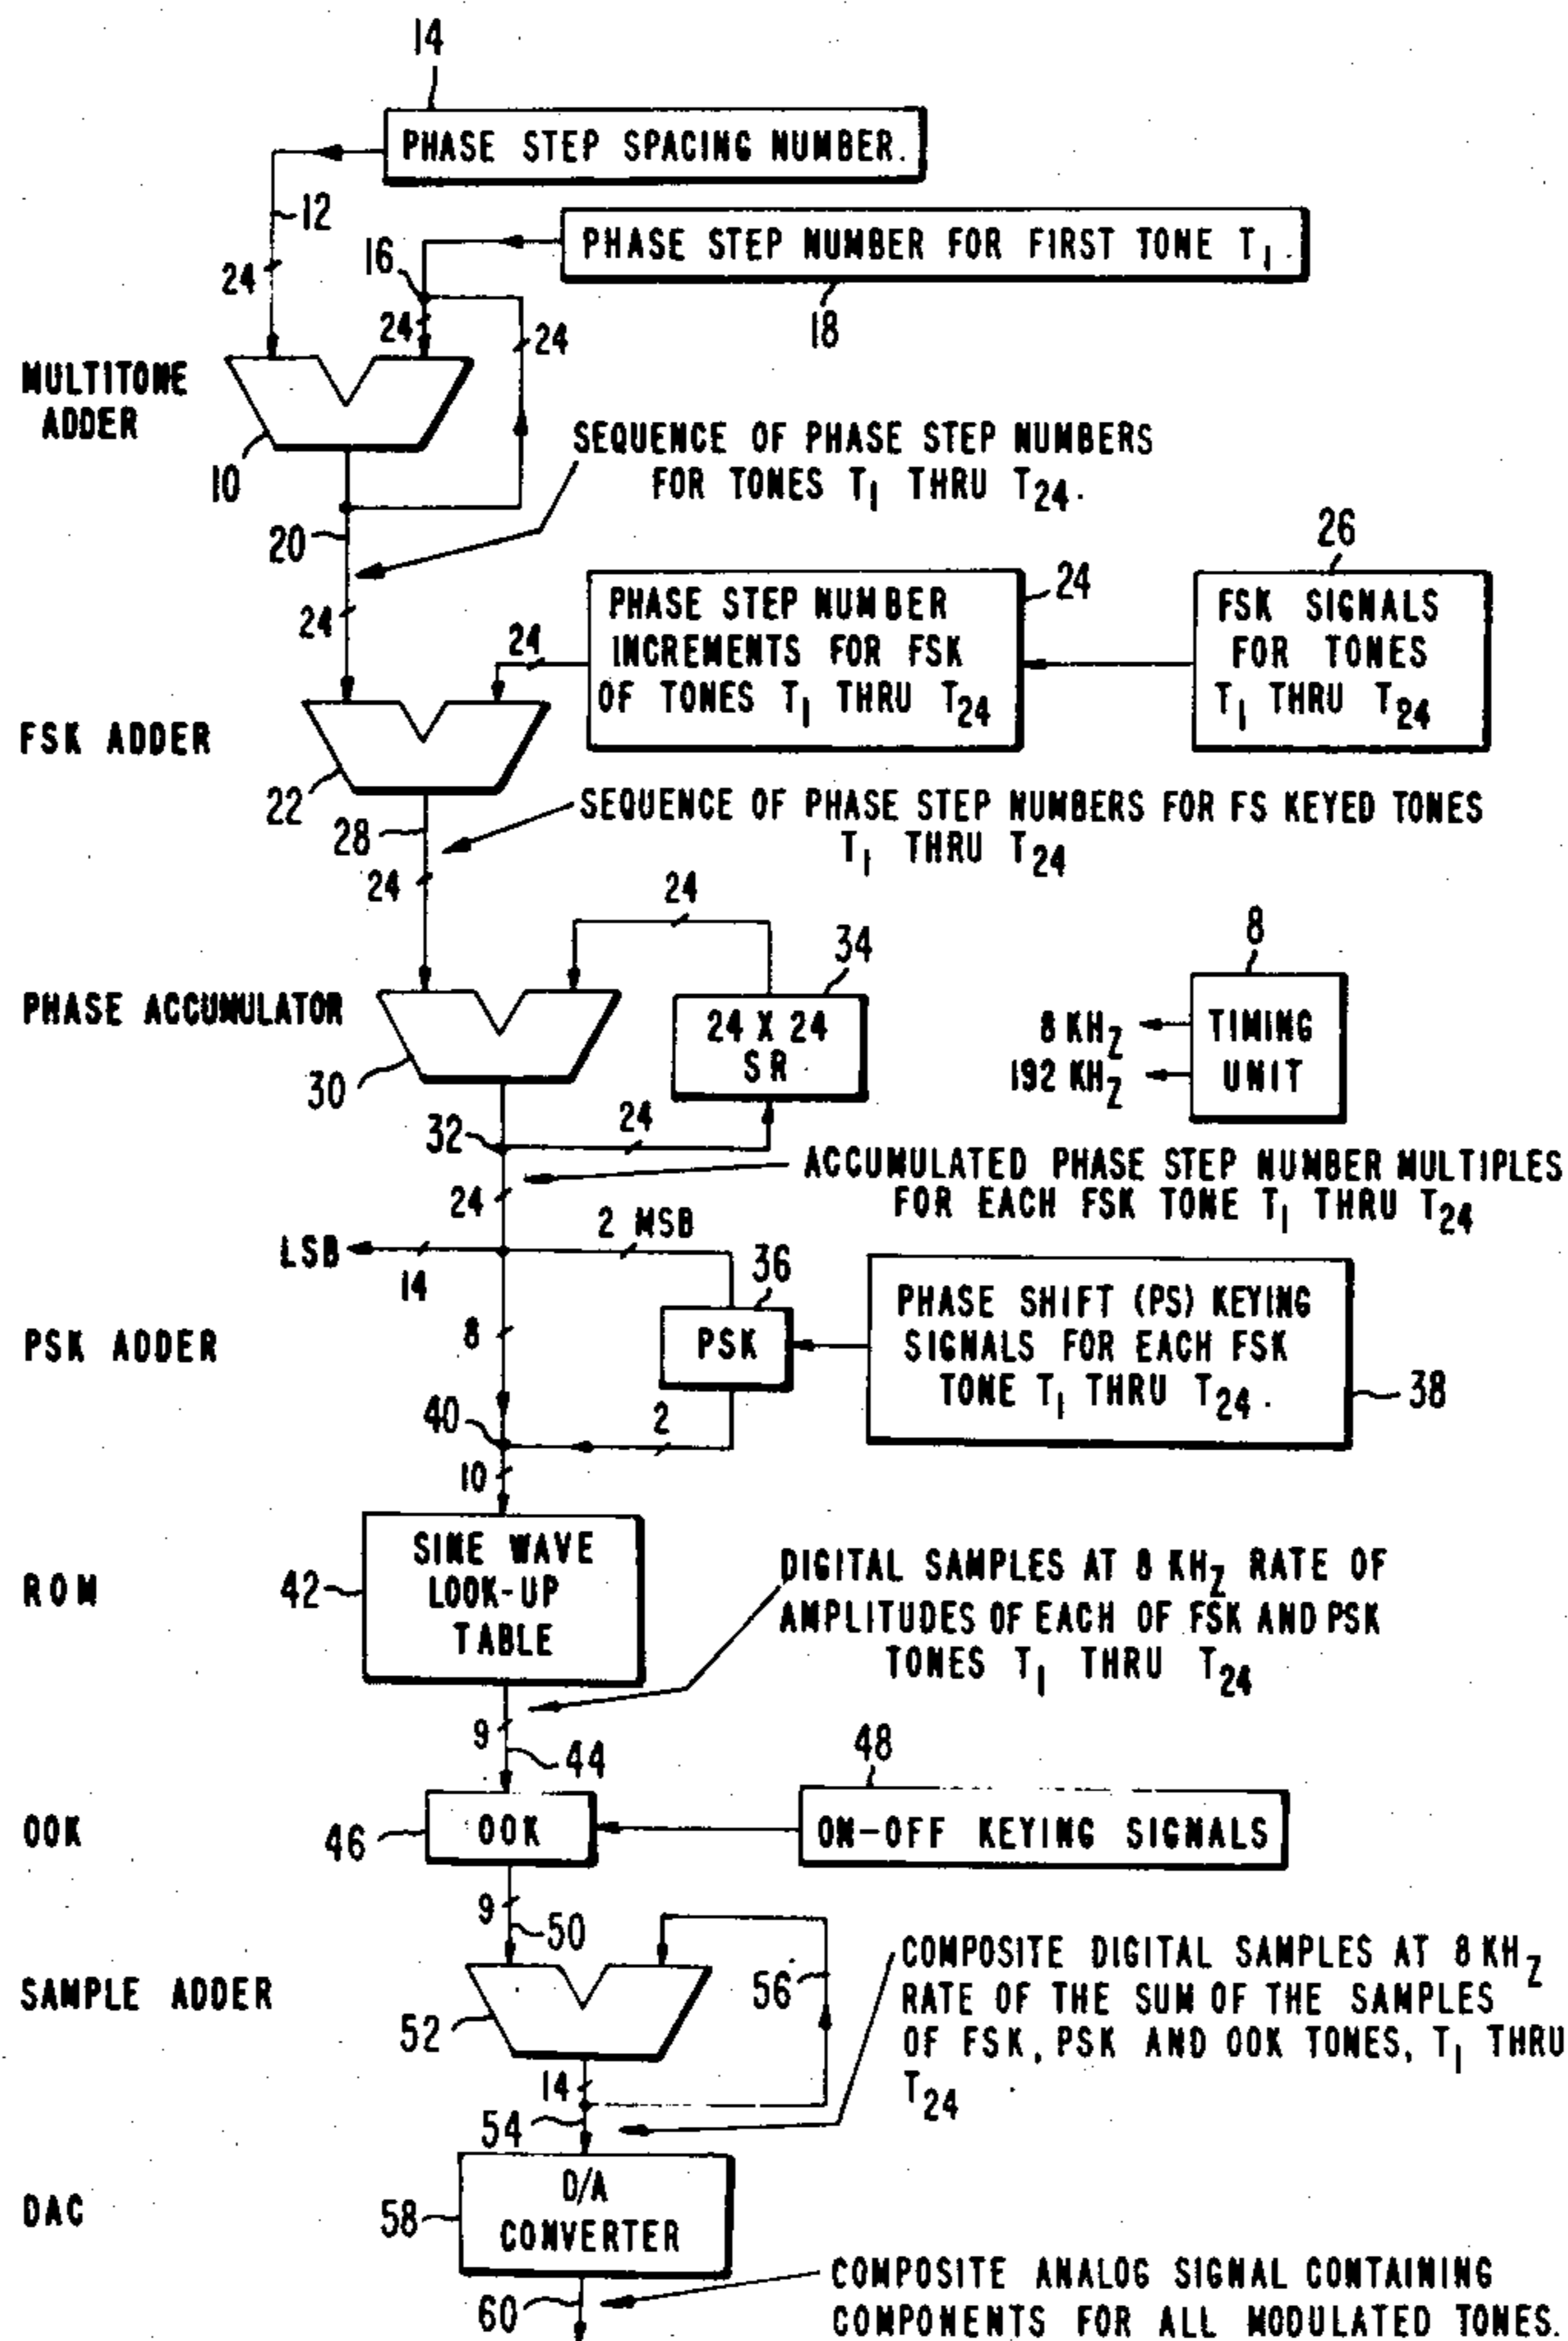 14
PHASE STEP SPACING NUMBER.
12
PHASE STEP NUMBER FOR FIRST TONE T1.
16
24
24
24
18
MULTITONE
ADDER
10
SEQUENCE OF PHASE STEP NUMBERS
FOR TONES T1 THRU T24.
20
24
26
PHASE STEP NUMBER
INCREMENTS FOR FSK
OF TONES T1 THRU T24
24
FSK SIGNALS
FOR TONES
T1 THRU T24
24
FSK ADDER
22
28
SEQUENCE OF PHASE STEP NUMBERS FOR FS KEYED TONES
T1 THRU T24
24
24
34
8
PHASE ACCUMULATOR
30
24 X 24
SR
8 KHZ
192 KHZ
TIMING
UNIT
32
24
ACCUMULATED PHASE STEP NUMBER MULTIPLES
FOR EACH FSK TONE T1 THRU T24
24
LSB
14
2 MSB
36
PSK ADDER
8
PSK
PHASE SHIFT (PS) KEYING
SIGNALS FOR EACH FSK
TONE T1 THRU T24.
38
40
2
10
ROM
42
SINE WAVE
LOOK-UP
TABLE
DIGITAL SAMPLES AT 8 KHZ RATE OF
AMPLITUDES OF EACH OF FSK AND PSK
TONES T1 THRU T24
9
44
48
OOK
46
OOK
ON-OFF KEYING SIGNALS
9
50
SAMPLE ADDER
52
56
COMPOSITE DIGITAL SAMPLES AT 8 KHZ
RATE OF THE SUM OF THE SAMPLES
OF FSK, PSK AND OOK TONES, T1 THRU
T24
14
54
DAC
58
D/A
CONVERTER
60
COMPOSITE ANALOG SIGNAL CONTAINING
COMPONENTS FOR ALL MODULATED TONES.